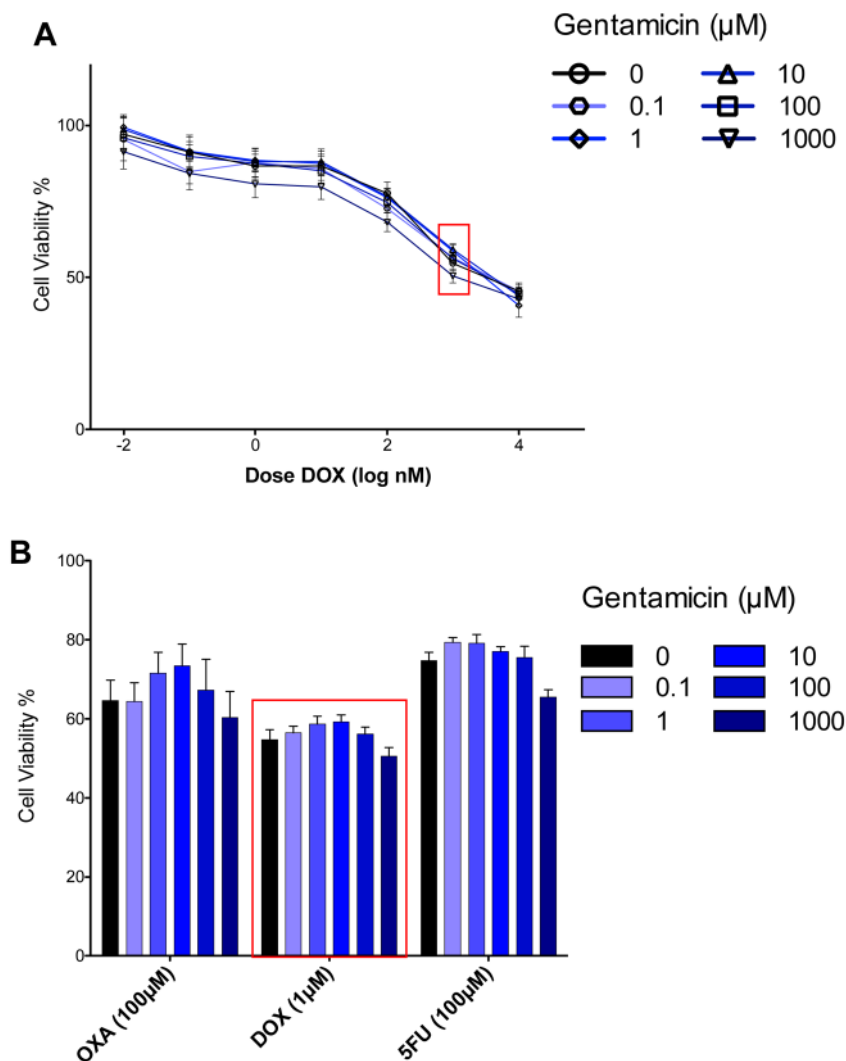 A
Gentamicin (µM)
0 10
0.1 100
1 1000
100
50
0
Cell Viability %
-2 0 2 4
Dose DOX (log nM)
B
Gentamicin (µM)
0 10
0.1 100
1 1000
100
80
60
40
20
0
Cell Viability %
OXA (100µM)
DOX (1µM)
5FU (100µM)